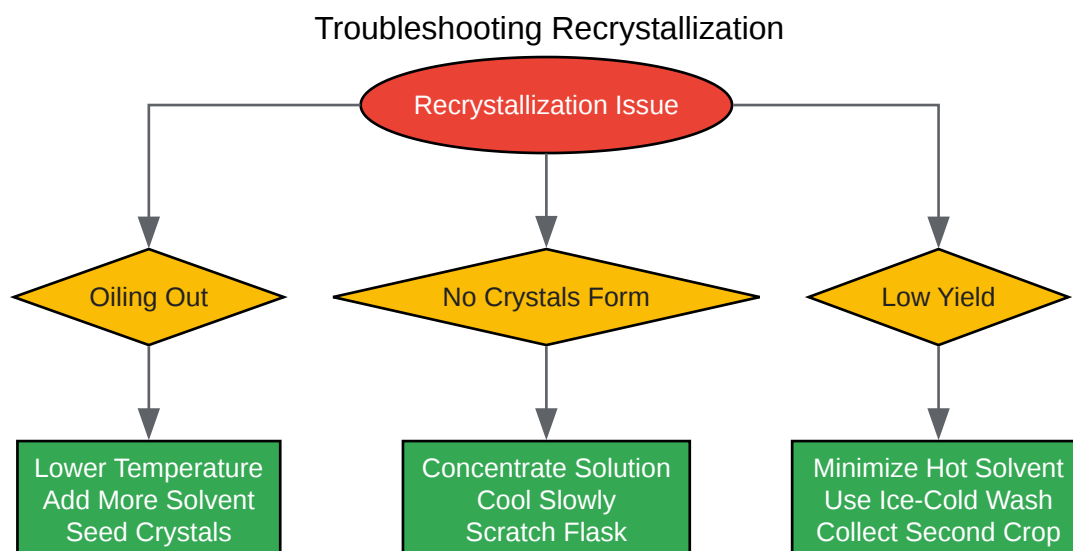 Troubleshooting Recrystallization
Recrystallization Issue
Oiling Out
No Crystals Form
Low Yield
Lower Temperature
Add More Solvent
Seed Crystals
Concentrate Solution
Cool Slowly
Scratch Flask
Minimize Hot Solvent
Use Ice-Cold Wash
Collect Second Crop